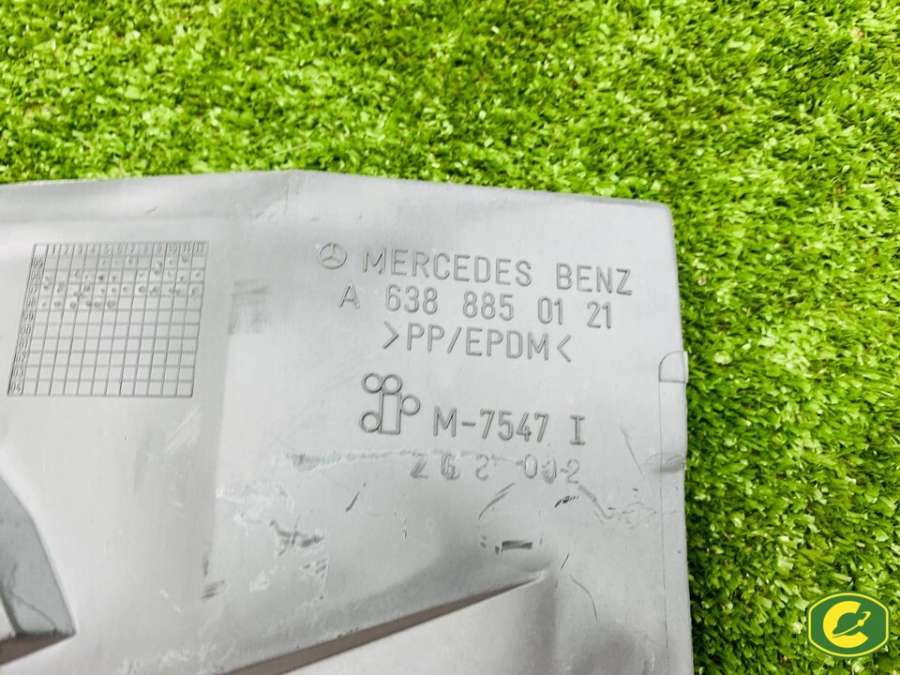 MERCEDES BENZ
A 638 885 01 21
>PP/EPDM<
M-7547 I